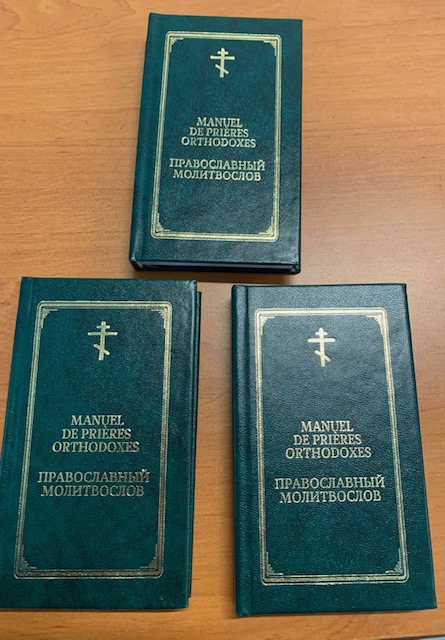 MANUEL
DE PRIÈRES
ORTHODOXES
ПРАВОСЛАВНЫЙ
МОЛИТВОСЛОВ
MANUEL
DE PRIÈRES
ORTHODOXES
ПРАВОСЛАВНЫЙ
МОЛИТВОСЛОВ
MANUEL
DE PRIÈRES
ORTHODOXES
ПРАВОСЛАВНЫЙ
МОЛИТВОСЛОВ